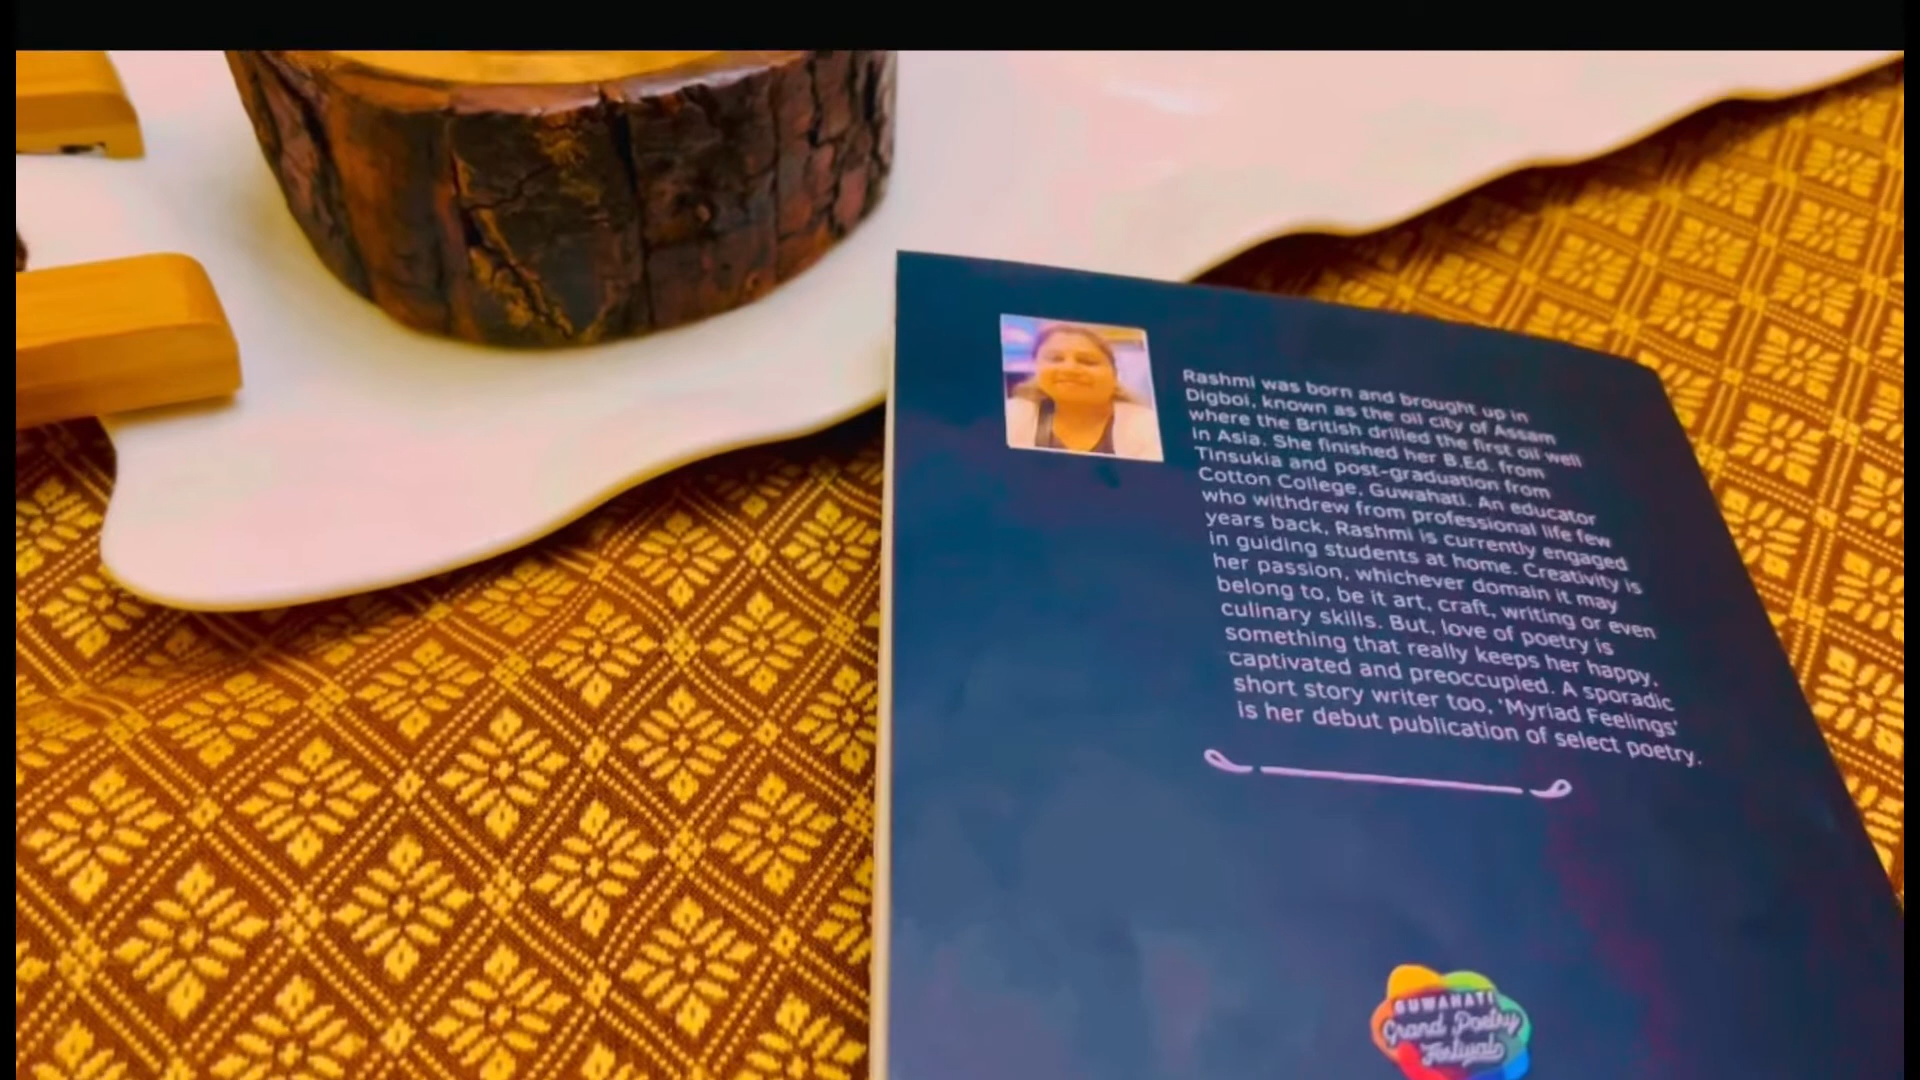 Rashmi was born and brought up in
Digboi, known as the oil city of Assam
where the British drilled the first oil well
in Asia. She finished her B.Ed. from
Tinsukia and post-graduation from
Cotton College, Guwahati. An educator
who withdrew from professional life few
years back, Rashmi is currently engaged
in guiding students at home. Creativity is
her passion, whichever domain it may
belong to, be it art, craft, writing or even
culinary skills. But, love of poetry is
something that really keeps her happy,
captivated and preoccupied. A sporadic
short story writer too, 'Myriad Feelings'
is her debut publication of select poetry.
GUWAHATI
Grand Poetry
Festival